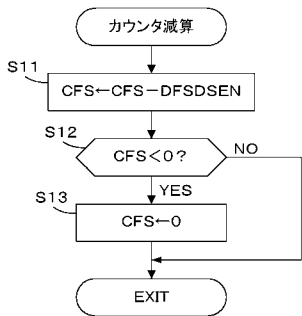 カウンタ減算
S11
CFS←CFS－DFSDSEN
S12
CFS＜0？
NO
YES
S13
CFS←0
EXIT